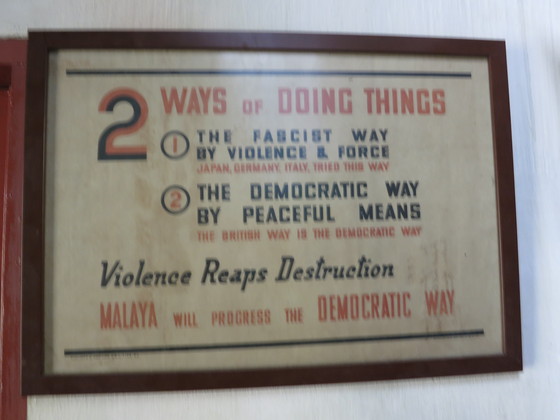 2 WAYS OF DOING THINGS
1 THE FASCIST WAY
BY VIOLENCE & FORCE
JAPAN, GERMANY, ITALY, TRIED THIS WAY
2 THE DEMOCRATIC WAY
BY PEACEFUL MEANS
THE BRITISH WAY IS THE DEMOCRATIC WAY
Violence Reaps Destruction
MALAYA WILL PROGRESS THE DEMOCRATIC WAY